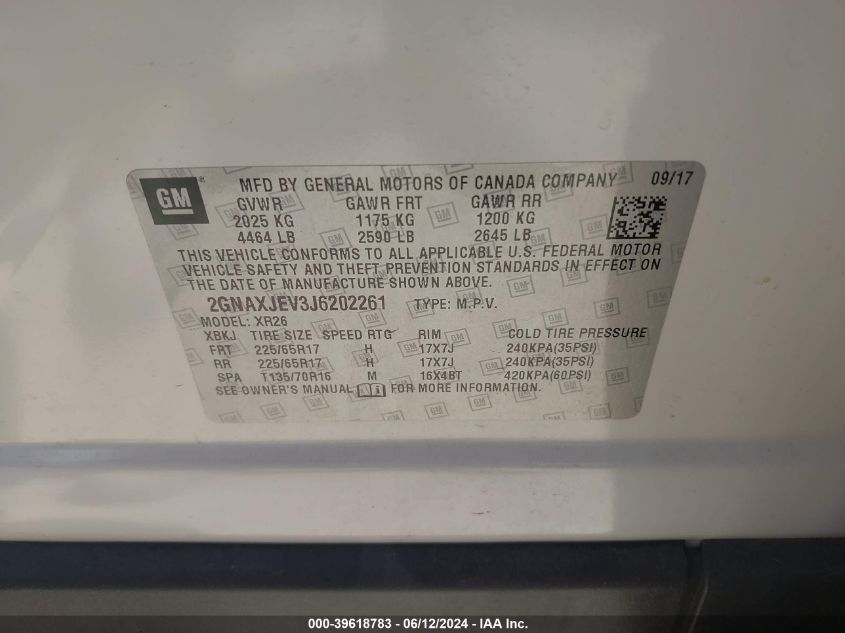 GM ® MFD BY GENERAL MOTORS OF CANADA COMPANY 09/17
GVWR GAWR FRT GAWR RR
2025 KG 1175 KG 1200 KG
4464 LB 2590 LB 2645 LB
THIS VEHICLE CONFORMS TO ALL APPLICABLE U.S. FEDERAL MOTOR
VEHICLE SAFETY AND THEFT PREVENTION STANDARDS IN EFFECT ON
THE DATE OF MANUFACTURE SHOWN ABOVE.
2GNAXJEV3J6202261 TYPE: M.P.V.
MODEL: XR26
XBKJ TIRE SIZE SPEED RTG RIM COLD TIRE PRESSURE
FRT 225/65R17 H 17X7J 240KPA(35PSI)
RR 225/65R17 H 17X7J 240KPA(35PSI)
SPA T135/70R16 M 16X4BT 420KPA(60PSI)
SEE OWNER'S MANUAL FOR MORE INFORMATION.
000-39618783 - 06/12/2024 - IAA Inc.